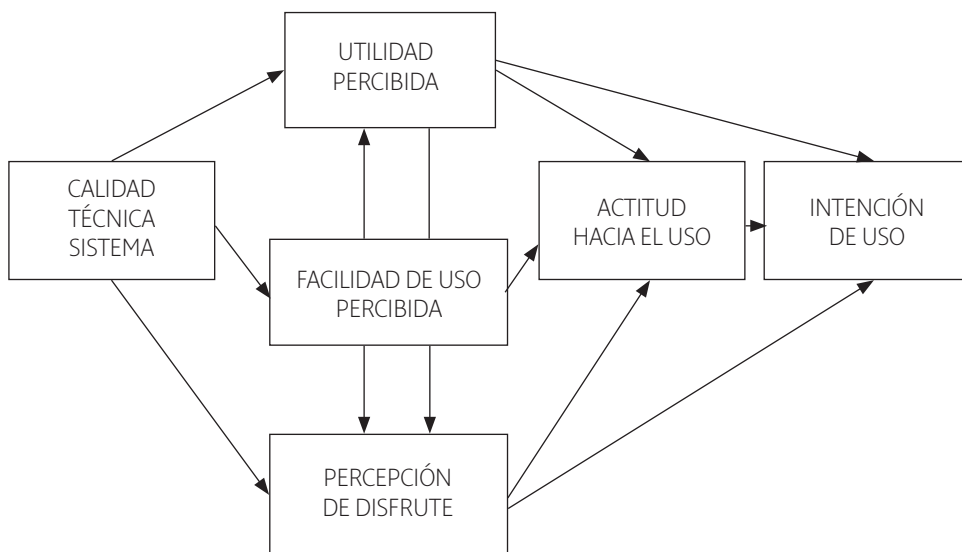 UTILIDAD
PERCIBIDA
CALIDAD
TÉCNICA
SISTEMA
FACILIDAD DE USO
PERCIBIDA
ACTITUD
HACIA EL USO
INTENCIÓN
DE USO
PERCEPCIÓN
DE DISFRUTE